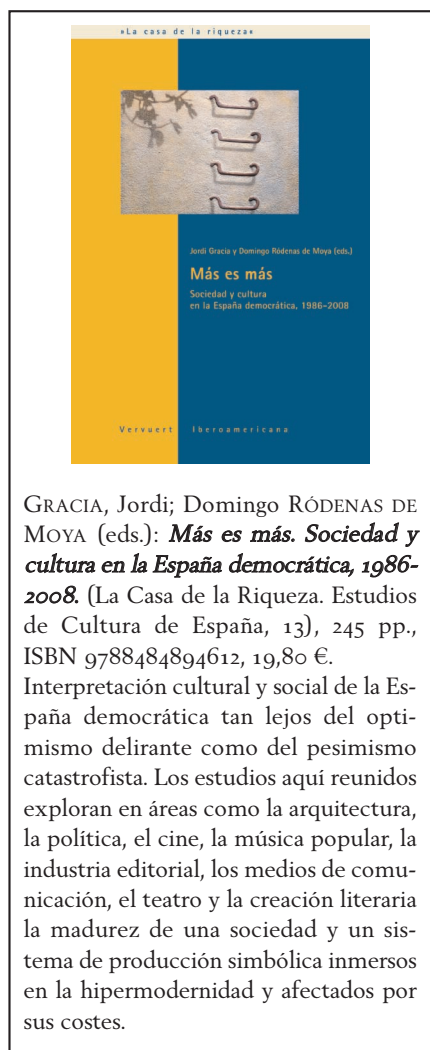 »La casa de la riqueza«
Jordi Gracia y Domingo Ródenas de Moya (eds.)
Más es más
Sociedad y cultura
en la España democrática, 1986–2008
Vervuert Iberoamericana
GRACIA, Jordi; Domingo RÓDENAS DE
MOYA (eds.): Más es más. Sociedad y
cultura en la España democrática, 1986-
2008. (La Casa de la Riqueza. Estudios
de Cultura de España, 13), 245 pp.,
ISBN 9788484894612, 19,80 €.
Interpretación cultural y social de la Es-
paña democrática tan lejos del opti-
mismo delirante como del pesimismo
catastrofista. Los estudios aquí reunidos
exploran en áreas como la arquitectura,
la política, el cine, la música popular, la
industria editorial, los medios de comu-
nicación, el teatro y la creación literaria
la madurez de una sociedad y un sis-
tema de producción simbólica inmersos
en la hipermodernidad y afectados por
sus costes.